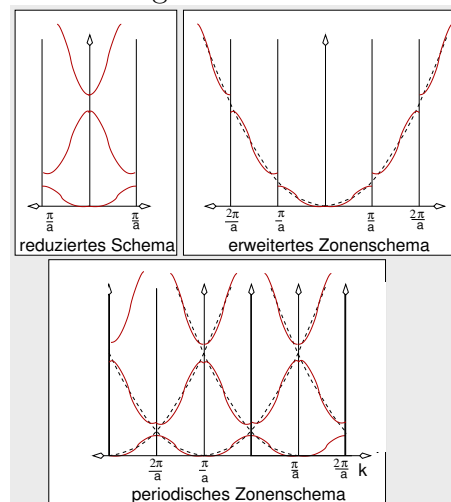 π/a π/a
reduziertes Schema
2π/a π/a π/a 2π/a
erweitertes Zonenschema
2π/a π/a π/a 2π/a k
periodisches Zonenschema